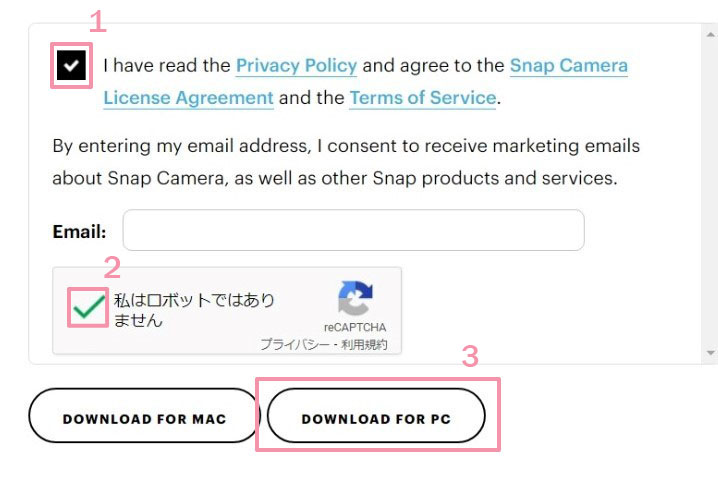 1
I have read the Privacy Policy and agree to the Snap Camera
License Agreement and the Terms of Service.
By entering my email address, I consent to receive marketing emails
about Snap Camera, as well as other Snap products and services.
Email:
2
私はロボットではあり
ません
reCAPTCHA
プライバシー・利用規約
3
DOWNLOAD FOR MAC
DOWNLOAD FOR PC